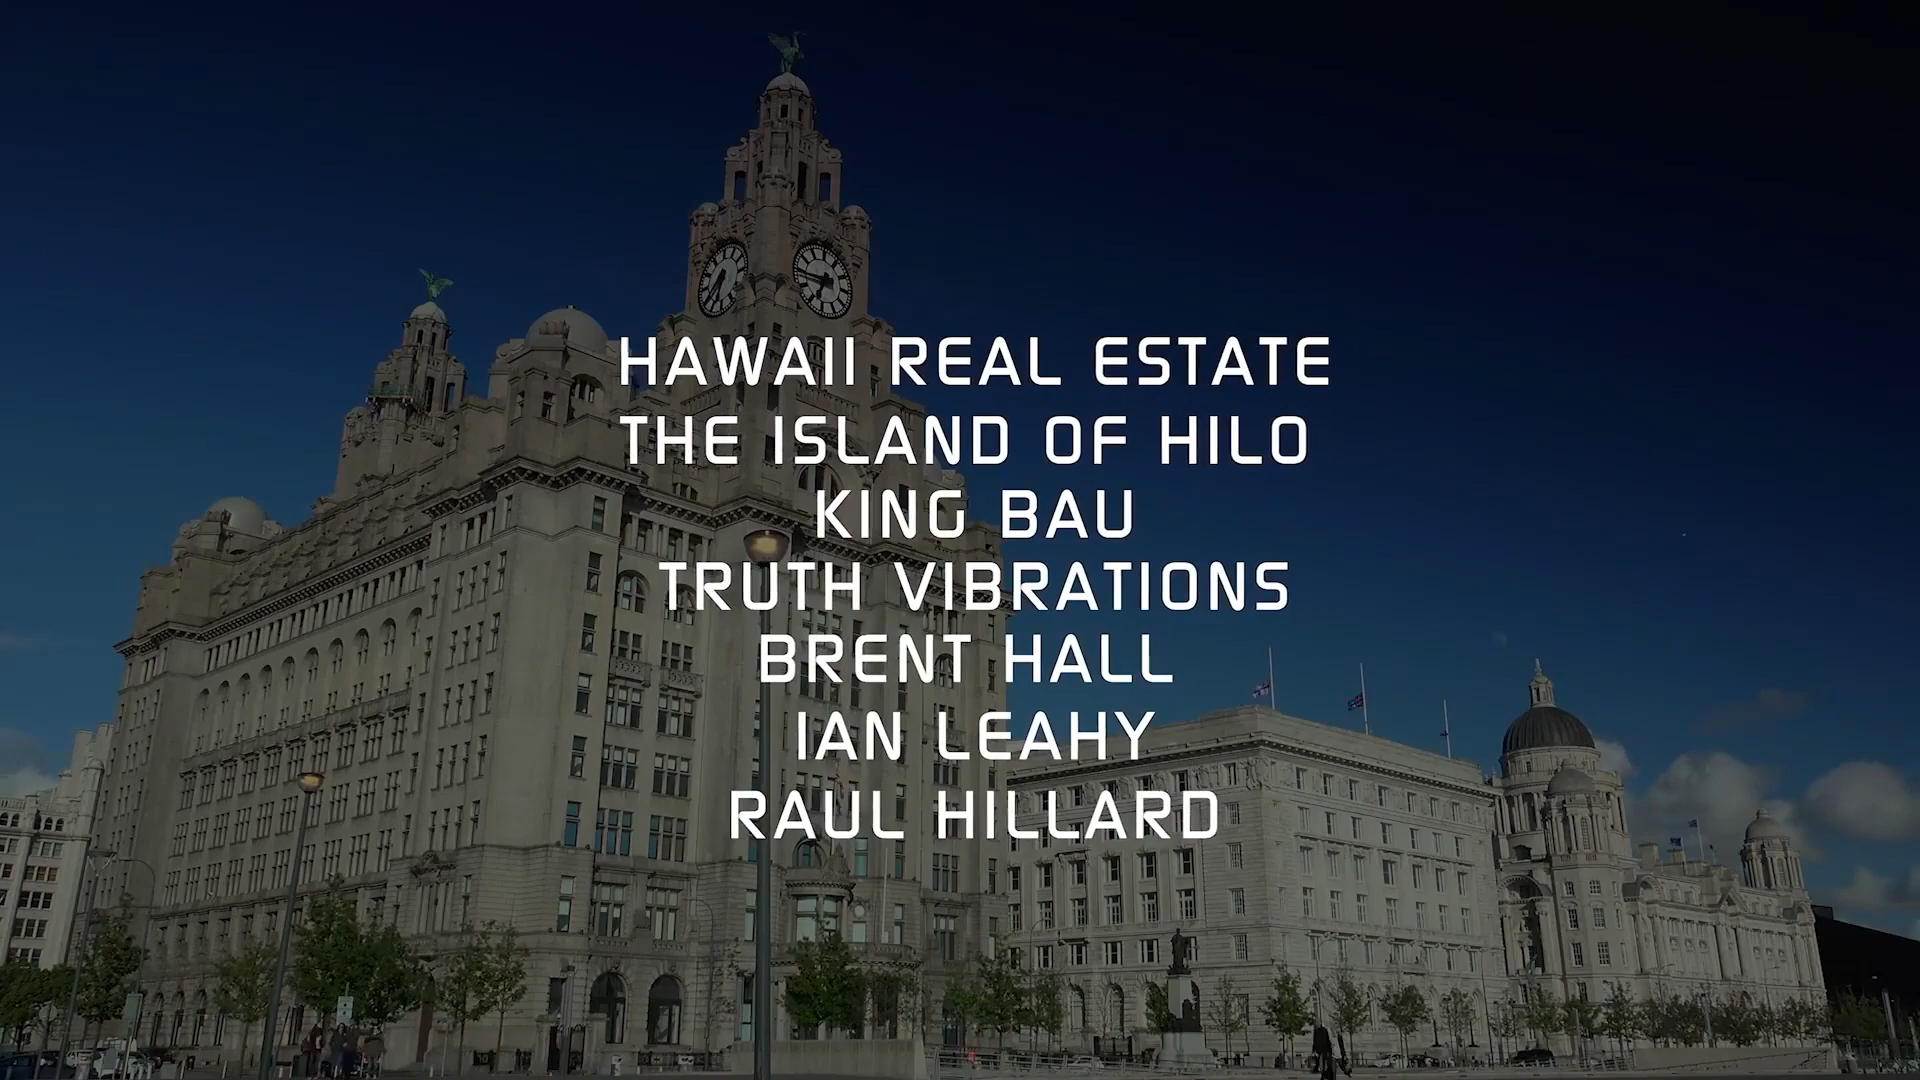 HAWAII REAL ESTATE
THE ISLAND OF HILO
KING BAU
TRUTH VIBRATIONS
BRENT HALL
IAN LEAHY
RAUL HILLARD